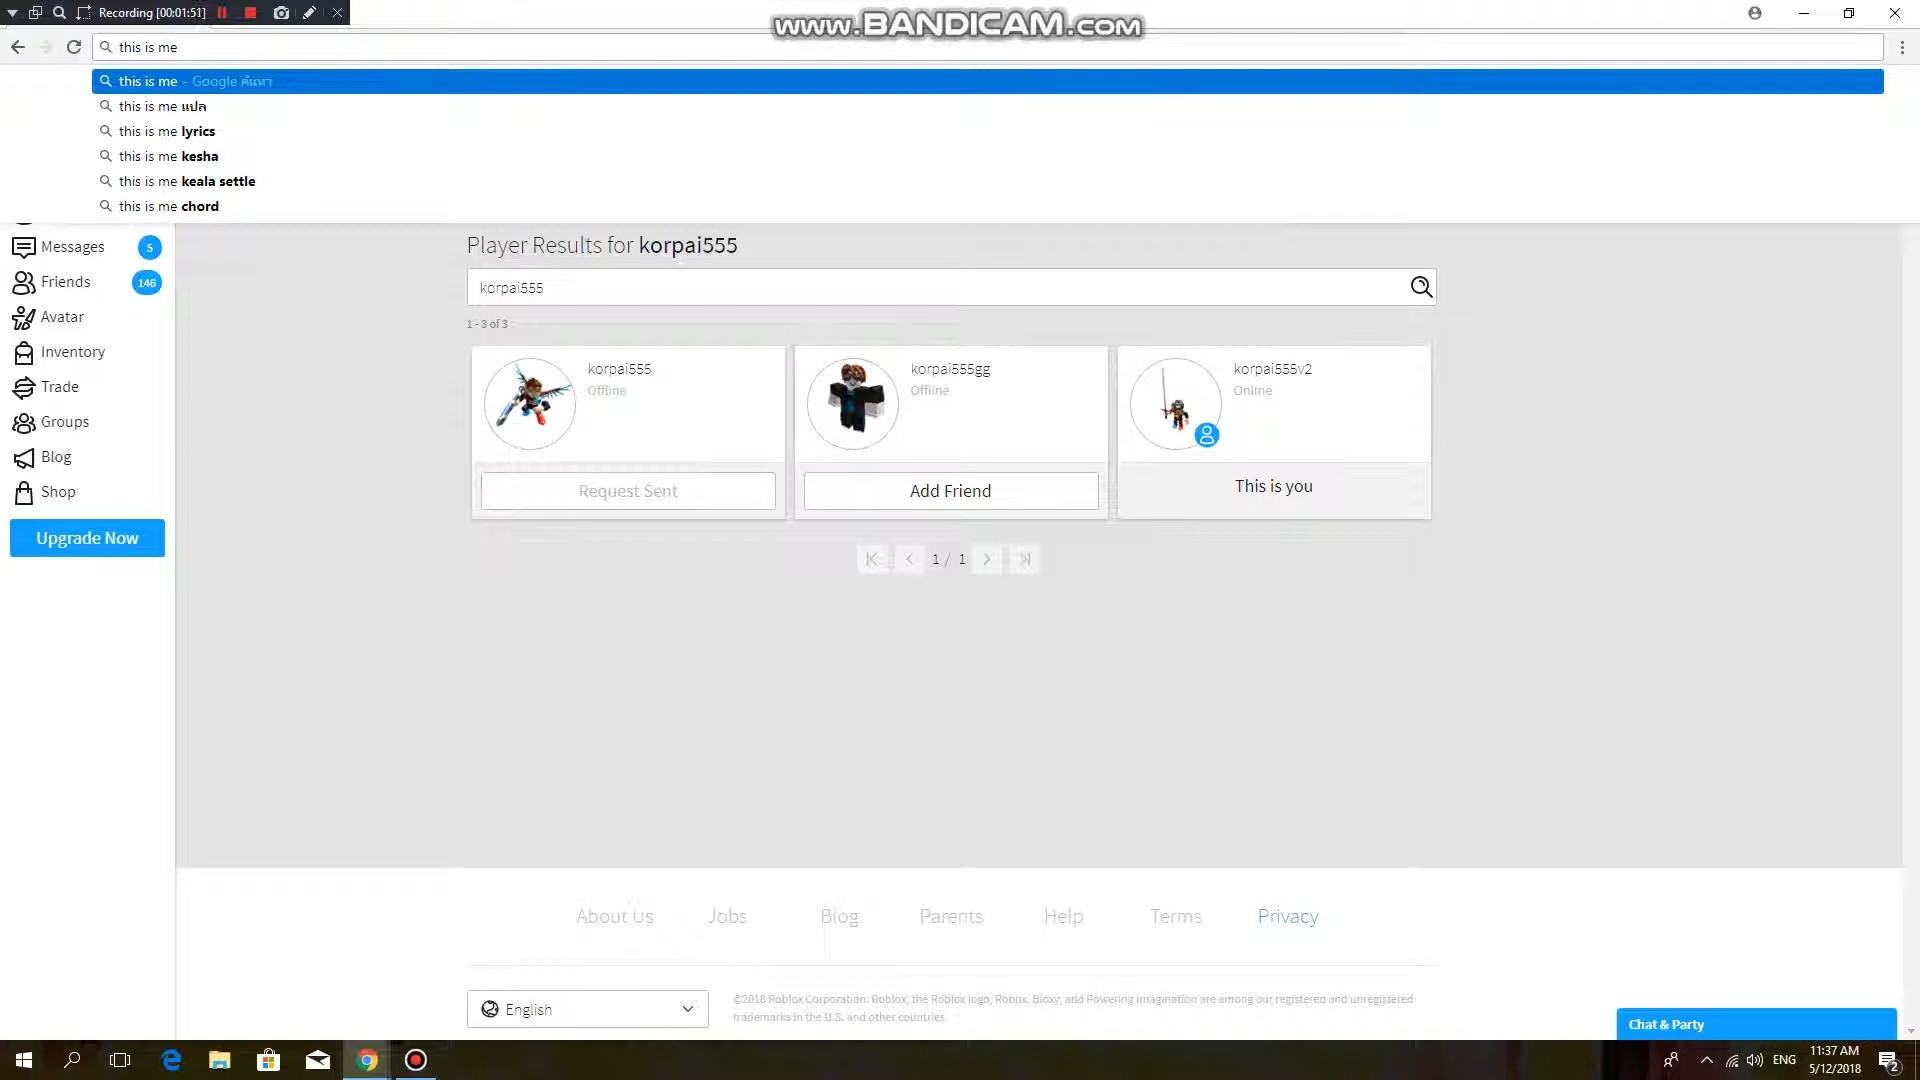 Recording [00:01:51]
www.BANDICAM.com
this is me
this is me - Google ค้นหา
this is me แปล
this is me lyrics
this is me kesha
this is me keala settle
this is me chord
Messages 5
Friends 146
Avatar
Inventory
Trade
Groups
Blog
Shop
Upgrade Now
Player Results for korpai555
korpai555
1 - 3 of 3
korpai555
Offline
Request Sent
korpai555gg
Offline
Add Friend
korpai555v2
Online
This is you
1 / 1
About Us Jobs Blog Parents Help Terms Privacy
English
©2018 Roblox Corporation. Roblox, the Roblox logo, Robux, Bloxy, and Powering Imagination are among our registered and unregistered
trademarks in the U.S. and other countries.
Chat & Party
ENG
11:37 AM
5/12/2018
2